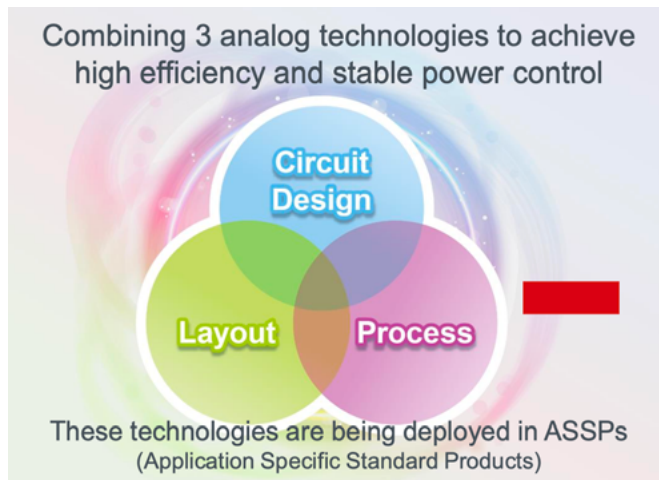 Combining 3 analog technologies to achieve
high efficiency and stable power control
Circuit
Design
Layout
Process
These technologies are being deployed in ASSPs
(Application Specific Standard Products)